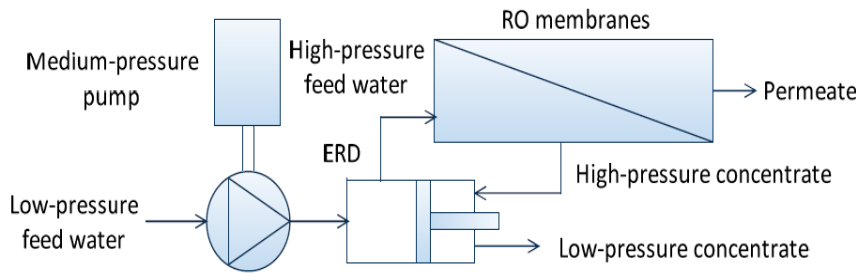 RO membranes
Medium-pressure
pump
High-pressure
feed water
Permeate
ERD
High-pressure concentrate
Low-pressure
feed water
Low-pressure concentrate